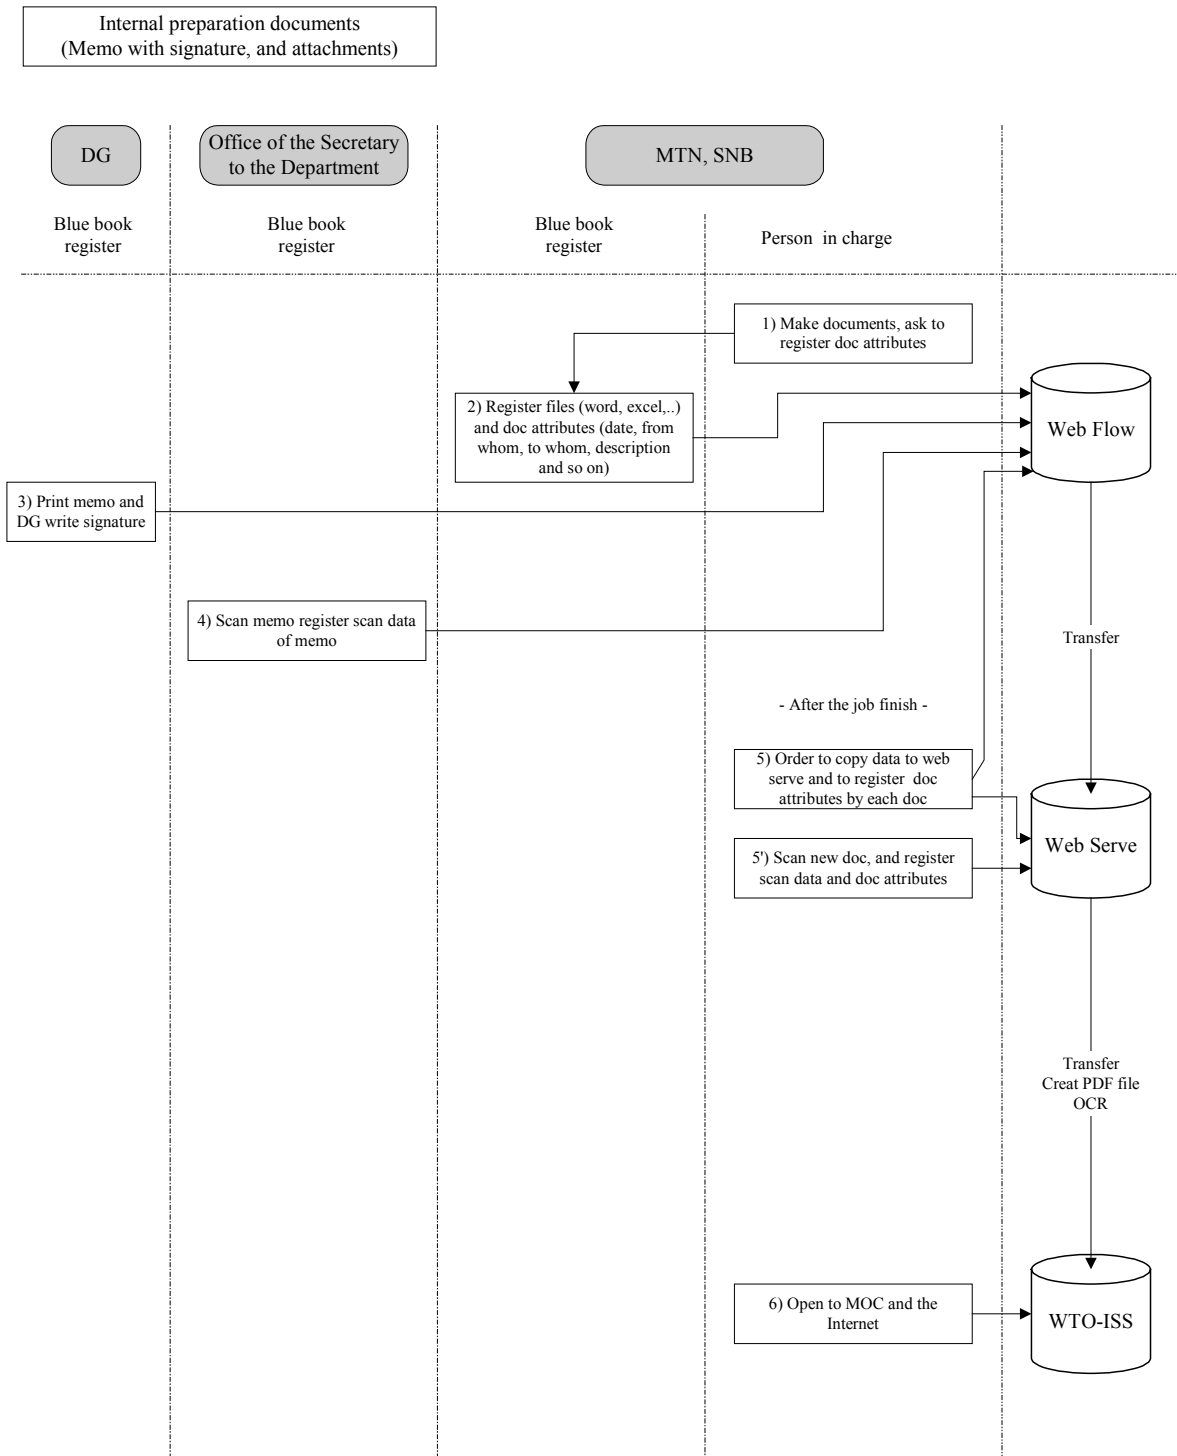 Internal preparation documents
(Memo with signature, and attachments)
DG
Office of the Secretary
to the Department
MTN, SNB
Blue book
register
Blue book
register
Blue book
register
Person  in charge
1) Make documents, ask to
register doc attributes
2) Register files (word, excel,..)
and doc attributes (date, from
whom, to whom, description
and so on)
Web Flow
3) Print memo and
DG write signature
4) Scan memo register scan data
of memo
Transfer
- After the job finish -
5) Order to copy data to web
serve and to register  doc
attributes by each doc
Web Serve
5') Scan new doc, and register
scan data and doc attributes
Transfer
Creat PDF file
OCR
6) Open to MOC and the
Internet
WTO-ISS